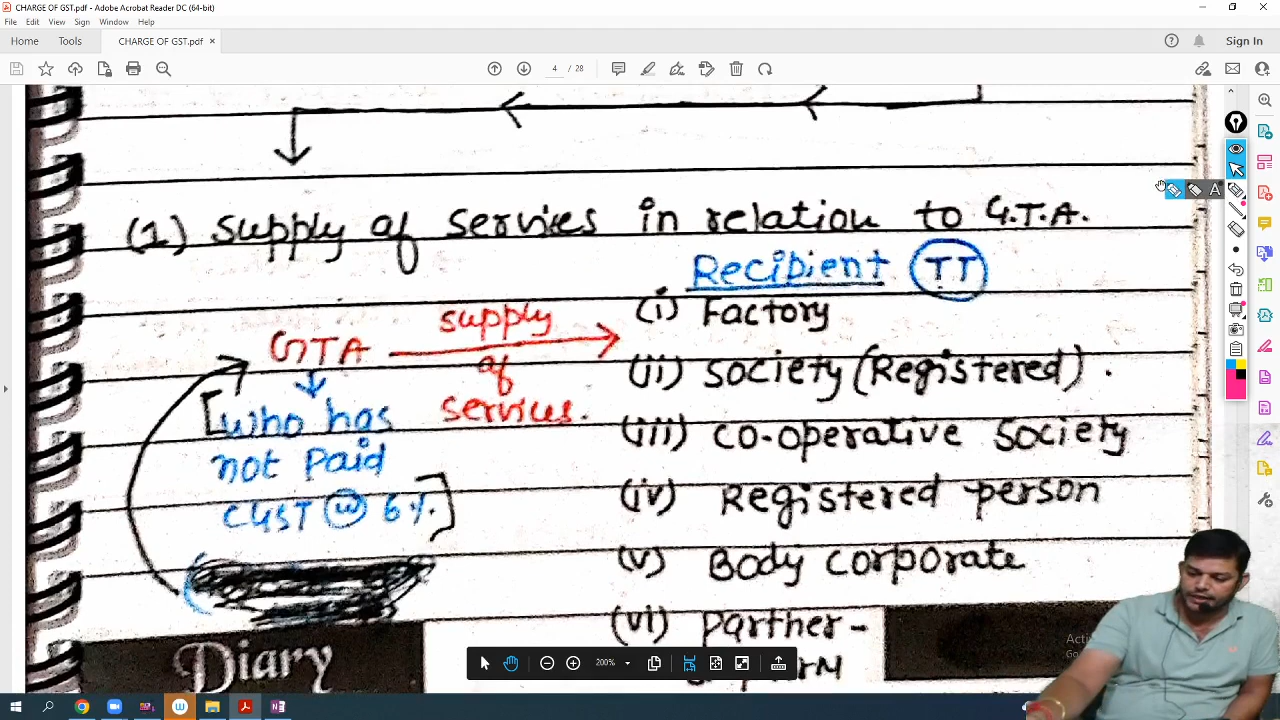 CHARGE OF GST.pdf - Adobe Acrobat Reader DC (64-bit)
File Edit View Sign Window Help
Home Tools CHARGE OF GST.pdf × Sign In
4 / 28
(1) Supply of services in relation to G.T.A.
Recipient TT
(i) Factory
GTA supply of services.
[who has not paid CGST @ 6%]
(ii) Society (Registered).
(iii) Co-operative Society
(iv) Registered person
(v) Body corporate
(vi) partner-
Diary
200%